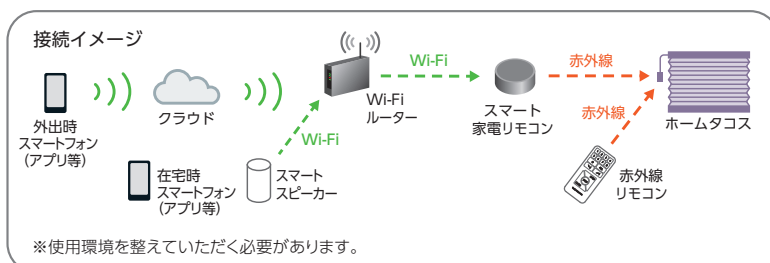 接続イメージ
外出時
スマートフォン
(アプリ等)
クラウド
在宅時
スマートフォン
(アプリ等)
スマート
スピーカー
Wi-Fi
Wi-Fi
ルーター
Wi-Fi
スマート
家電リモコン
赤外線
赤外線
赤外線
リモコン
ホームタコス
※使用環境を整えていただく必要があります。